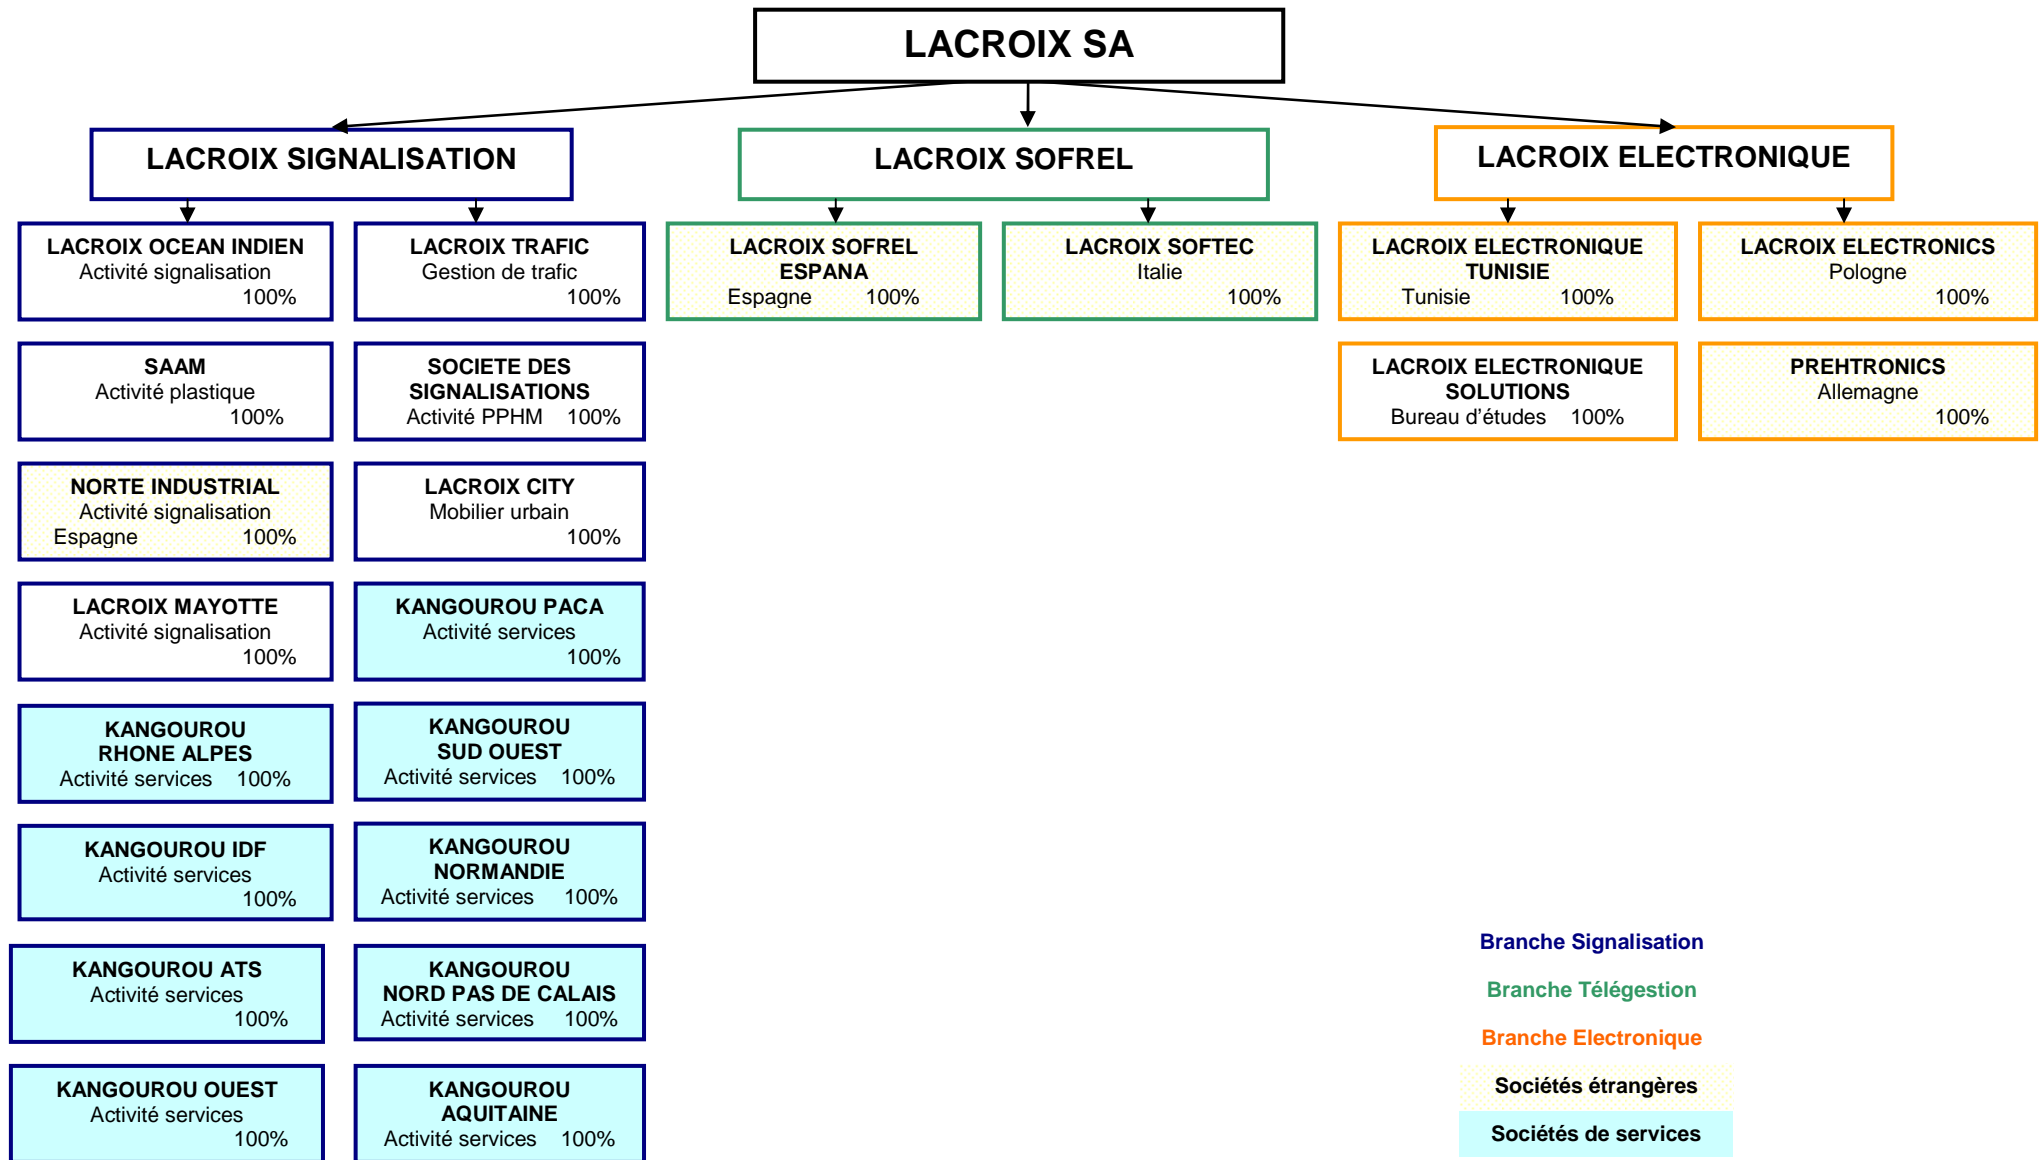 LACROIX SA
LACROIX SIGNALISATION
LACROIX SOFREL
LACROIX ELECTRONIQUE
LACROIX OCEAN INDIEN
Activité signalisation
100%
LACROIX TRAFIC
Gestion de trafic
100%
LACROIX SOFREL
ESPANA
Espagne 100%
LACROIX SOFTEC
Italie
100%
LACROIX ELECTRONIQUE
TUNISIE
Tunisie 100%
LACROIX ELECTRONICS
Pologne
100%
SAAM
Activité plastique
100%
SOCIETE DES
SIGNALISATIONS
Activité PPHM 100%
LACROIX ELECTRONIQUE
SOLUTIONS
Bureau d’études 100%
PREHTRONICS
Allemagne
100%
NORTE INDUSTRIAL
Activité signalisation
Espagne 100%
LACROIX CITY
Mobilier urbain
100%
LACROIX MAYOTTE
Activité signalisation
100%
KANGOUROU PACA
Activité services
100%
KANGOUROU
RHONE ALPES
Activité services 100%
KANGOUROU
SUD OUEST
Activité services 100%
KANGOUROU IDF
Activité services
100%
KANGOUROU
NORMANDIE
Activité services 100%
KANGOUROU ATS
Activité services
100%
KANGOUROU
NORD PAS DE CALAIS
Activité services 100%
KANGOUROU OUEST
Activité services
100%
KANGOUROU
AQUITAINE
Activité services 100%
Branche Signalisation
Branche Télégestion
Branche Electronique
Sociétés étrangères
Sociétés de services